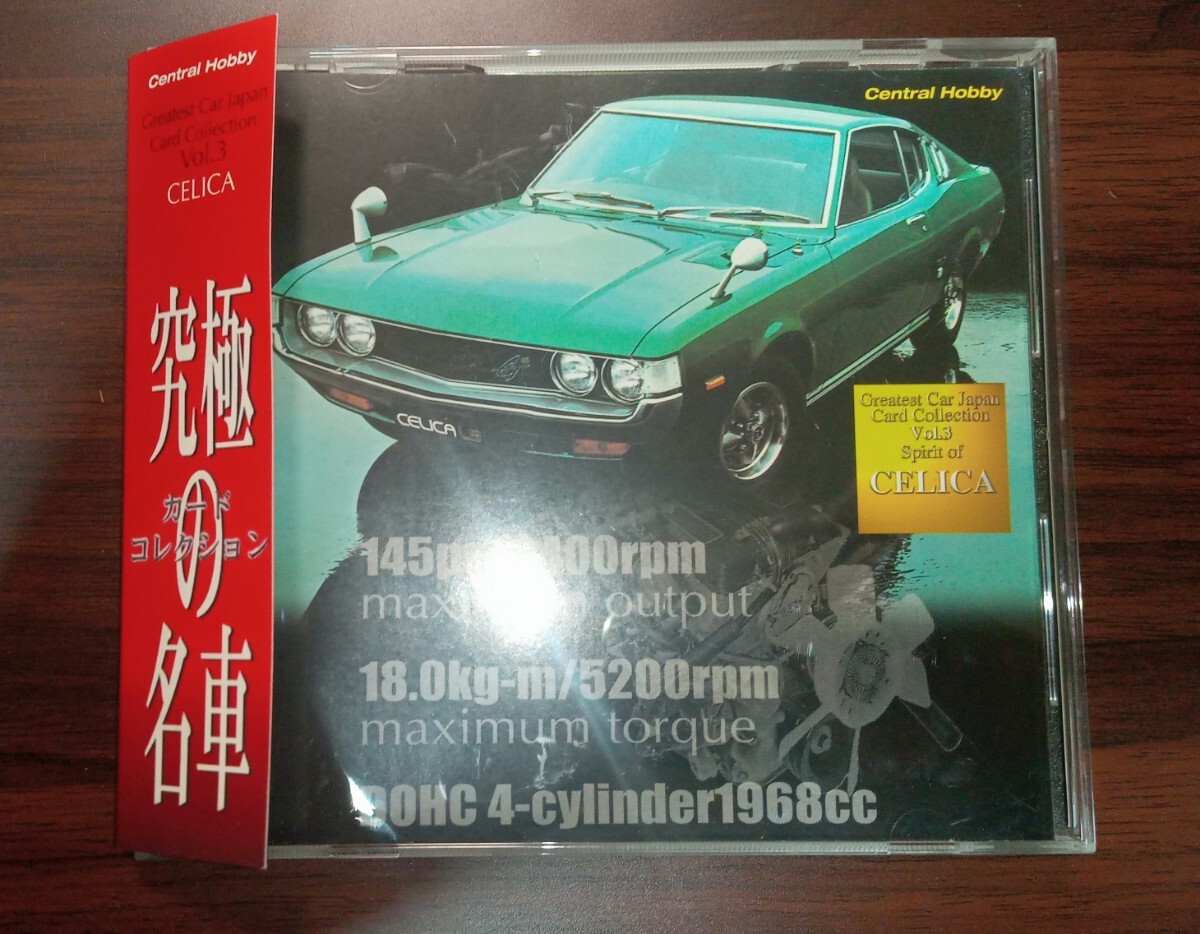 Central Hobby
Greatest Car Japan
Card Collection
Vol.3
CELICA
究極の名車
カード
コレクション
Central Hobby
CELICA
Greatest Car Japan
Card Collection
Vol.3
Spirit of
CELICA
400rpm
output
18.0kg-m/5200rpm
maximum torque
4-cylinder1968cc